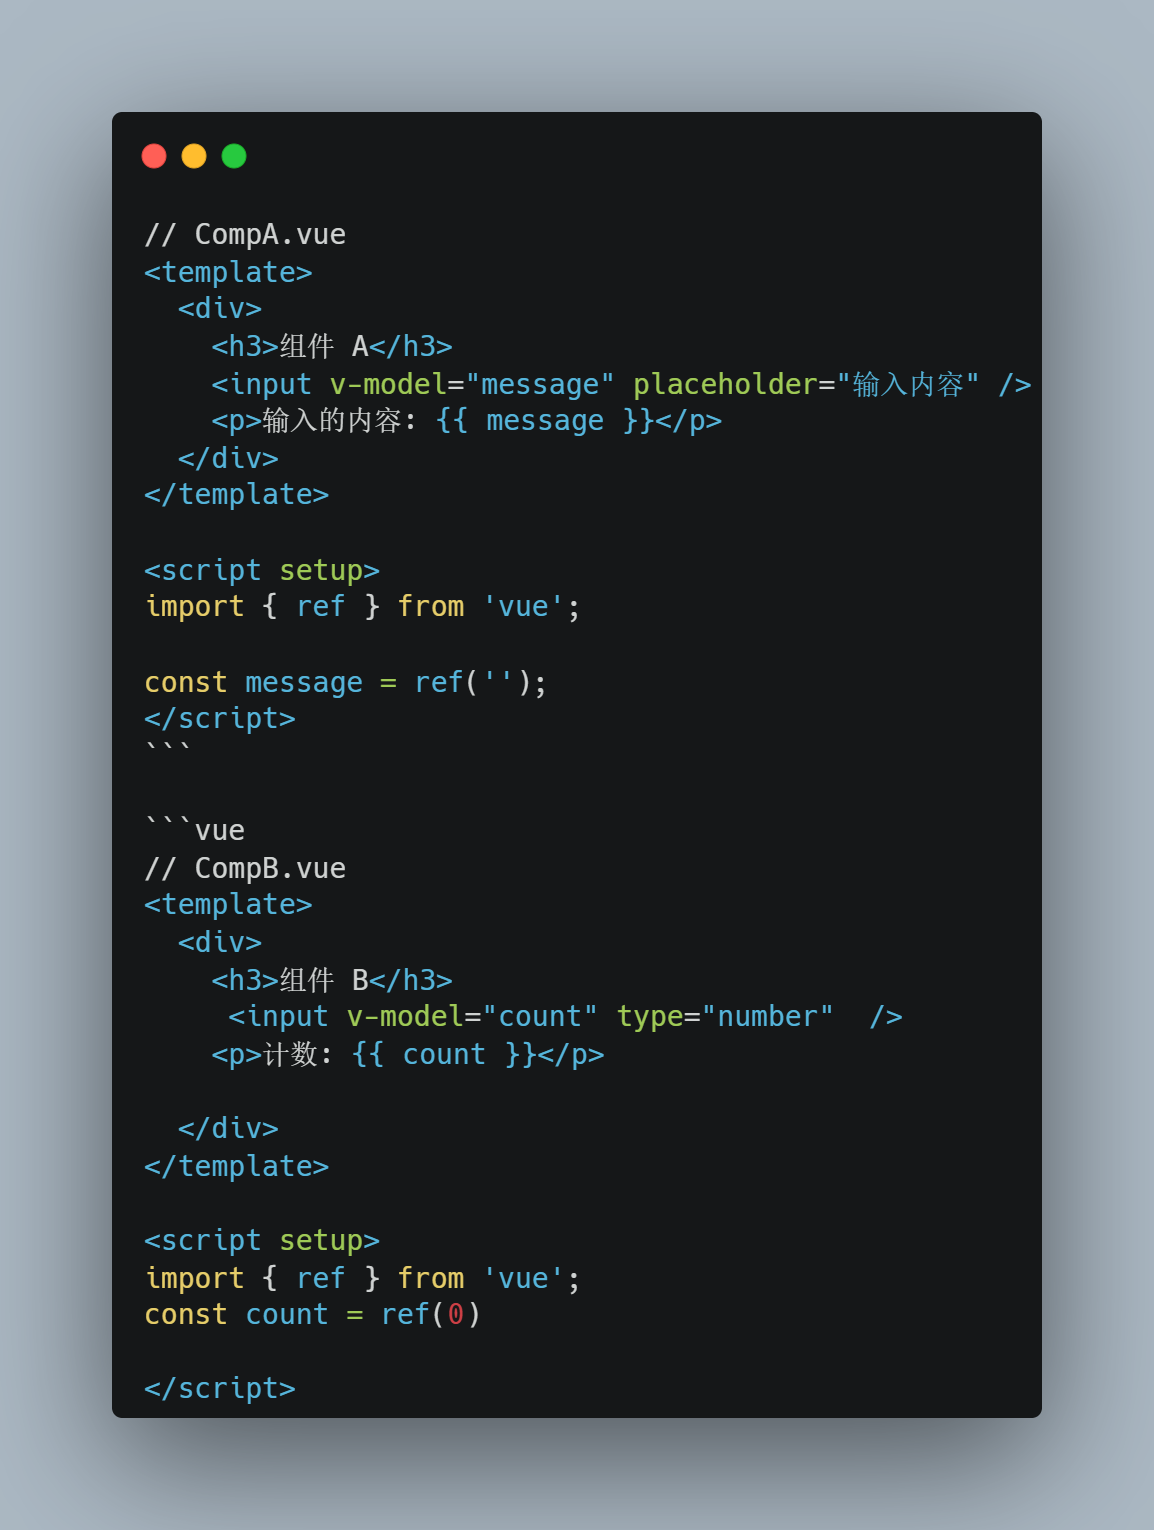 // CompA.vue
<template>
  <div>
    <h3>组件 A</h3>
    <input v-model="message" placeholder="输入内容" />
    <p>输入的内容: {{ message }}</p>
  </div>
</template>

<script setup>
import { ref } from 'vue';

const message = ref('');
</script>
```

```vue
// CompB.vue
<template>
  <div>
    <h3>组件 B</h3>
     <input v-model="count" type="number"  />
    <p>计数: {{ count }}</p>

  </div>
</template>

<script setup>
import { ref } from 'vue';
const count = ref(0)

</script>